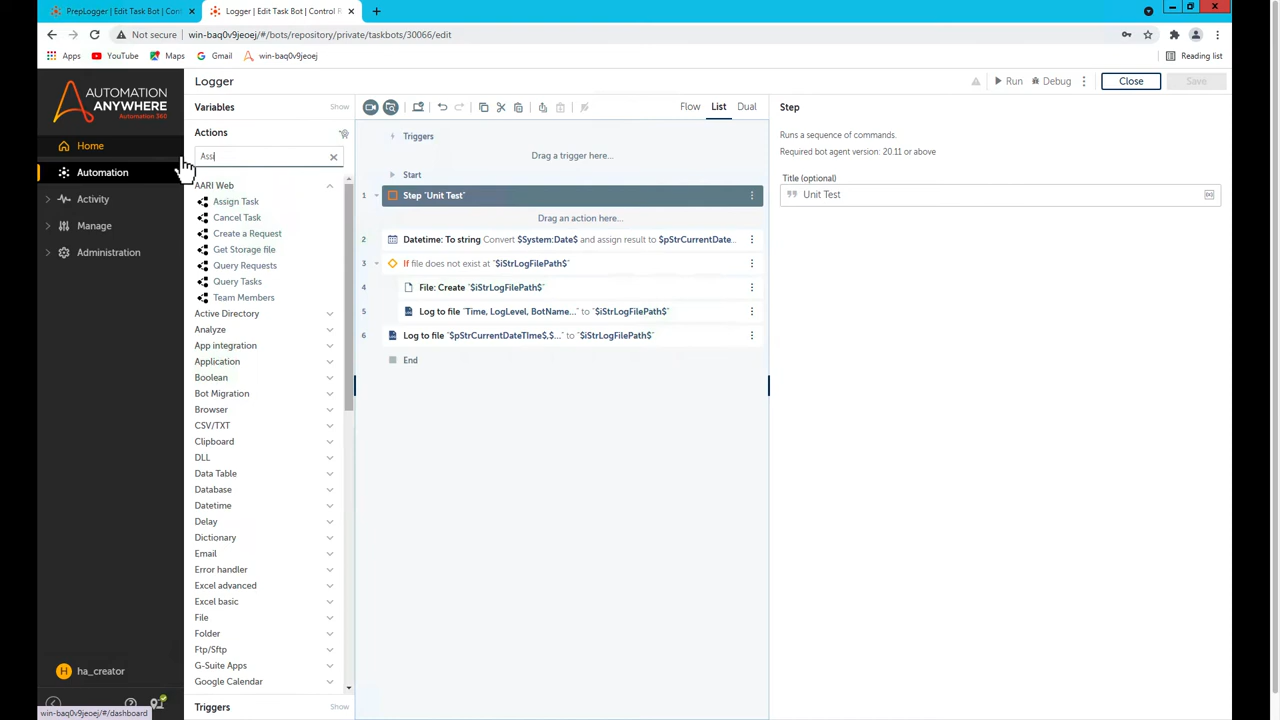 PrepLogger | Edit Task Bot | Cont
Logger | Edit Task Bot | Control R
Not secure win-baq0v9jeoej/#/bots/repository/private/taskbots/30066/edit
Apps YouTube Maps Gmail win-baq0v9jeoej Reading list
AUTOMATION
ANYWHERE
Automation 360
Home
Automation
Activity
Manage
Administration
H ha_creator
win-baq0v9jeoej/#/dashboard
Logger
Run Debug Close Save
Variables Show
Actions
Assi
AARI Web
Assign Task
Cancel Task
Create a Request
Get Storage file
Query Requests
Query Tasks
Team Members
Active Directory
Analyze
App integration
Application
Boolean
Bot Migration
Browser
CSV/TXT
Clipboard
DLL
Data Table
Database
Datetime
Delay
Dictionary
Email
Error handler
Excel advanced
Excel basic
File
Folder
Ftp/Sftp
G-Suite Apps
Google Calendar
Triggers Show
Flow List Dual
Triggers
Drag a trigger here...
Start
1 Step "Unit Test"
Drag an action here...
2 Datetime: To string Convert $System:Date$ and assign result to $pStrCurrentDate...
3 If file does not exist at "$iStrLogFilePath$"
4 File: Create "$iStrLogFilePath$"
5 Log to file "Time, LogLevel, BotName..." to "$iStrLogFilePath$"
6 Log to file "$pStrCurrentDateTIme$,$..." to "$iStrLogFilePath$"
End
Step
Runs a sequence of commands.
Required bot agent version: 20.11 or above
Title (optional)
Unit Test